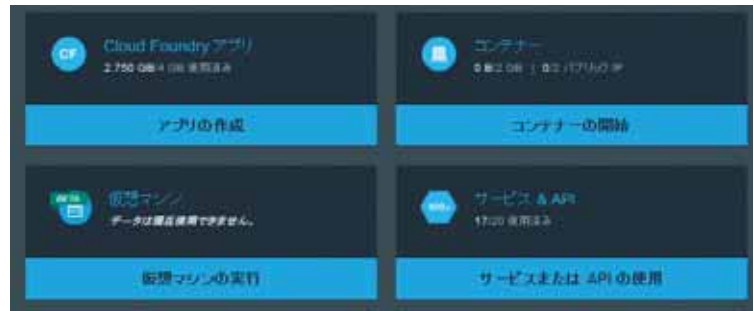 CF
Cloud Foundry アプリ
2.750 GB/4 GB 使用済み
アプリの作成
コンテナー
0 B/2 GB | 0/2 パブリック IP
コンテナーの開始
BETA
仮想マシン
データは現在使用できません。
仮想マシンの実行
サービス & API
17/20 使用済み
サービスまたは API の使用